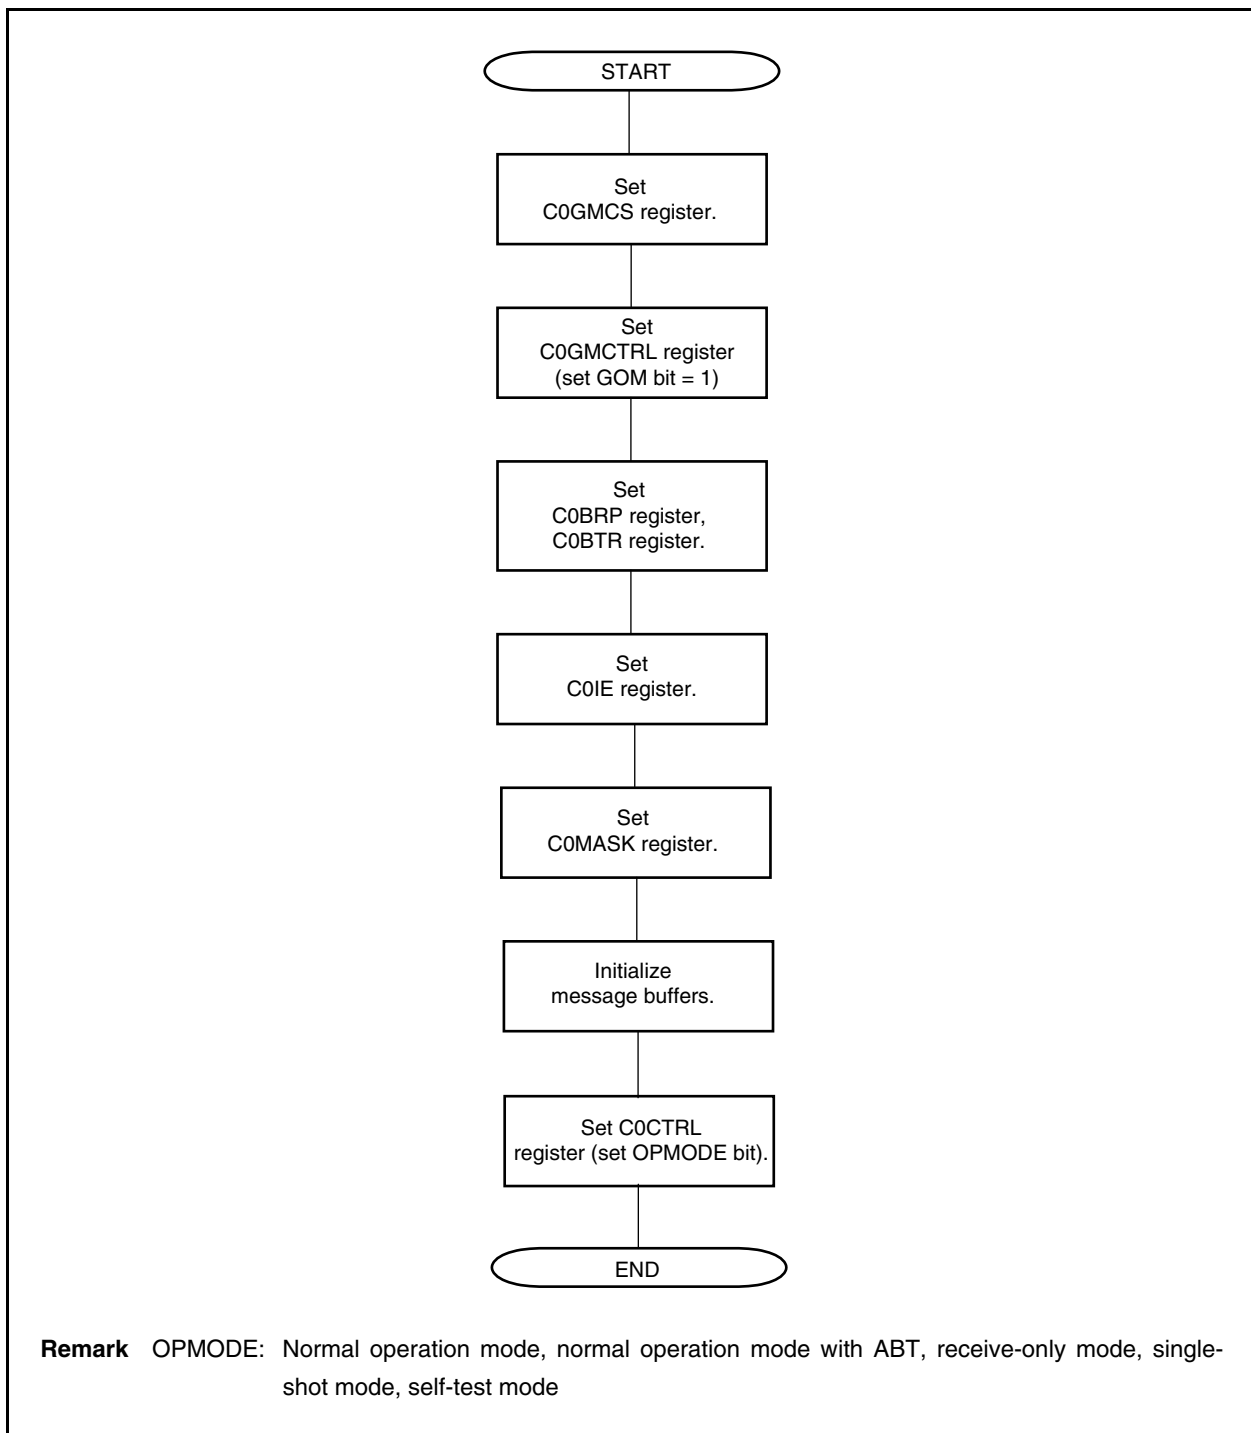 START
Set
C0GMCS register.
Set
C0GMCTRL register
(set GOM bit = 1)
Set
C0BRP register,
C0BTR register.
Set
C0IE register.
Set
C0MASK register.
Initialize
message buffers.
Set C0CTRL
register (set OPMODE bit).
END
Remark OPMODE: Normal operation mode, normal operation mode with ABT, receive-only mode, single-
shot mode, self-test mode